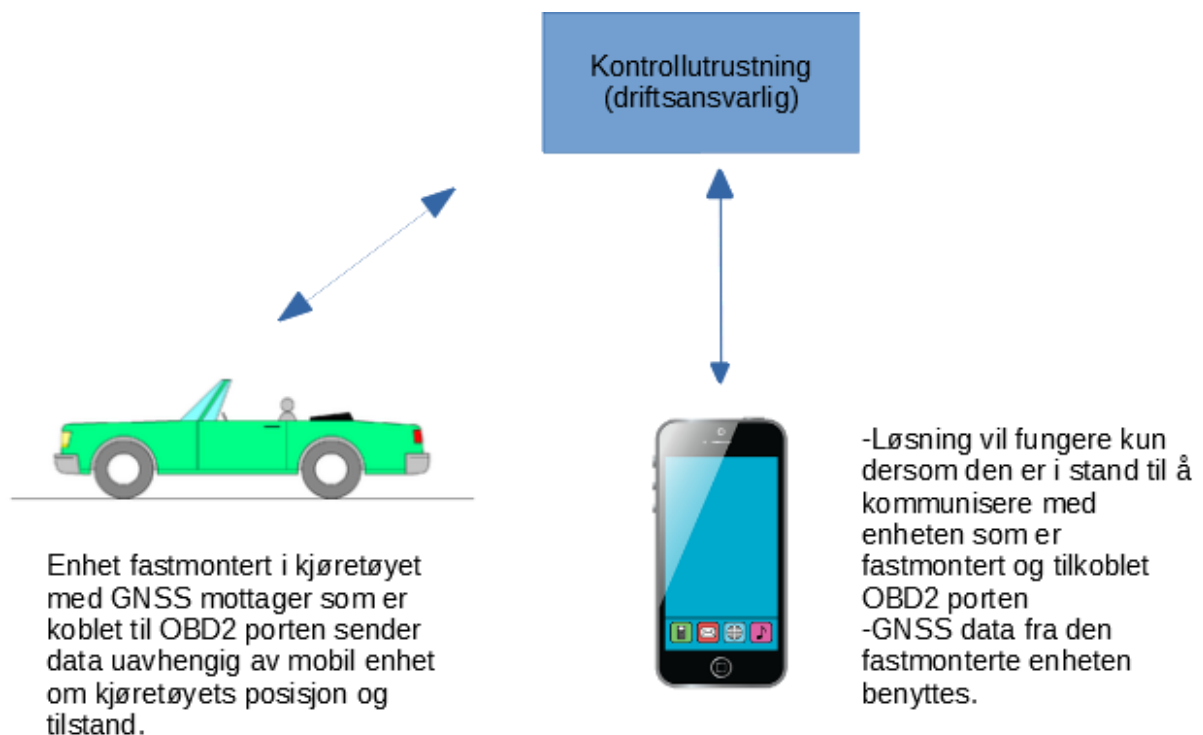 Kontrollutrustning
(driftsansvarlig)
Enhet fastmontert i kjøretøyet
med GNSS mottager som er
koblet til OBD2 porten sender
data uavhengig av mobil enhet
om kjøretøyets posisjon og
tilstand.
-Løsning vil fungere kun
dersom den er i stand til å
kommunisere med
enheten som er
fastmontert og tilkoblet
OBD2 porten
-GNSS data fra den
fastmonterte enheten
benyttes.